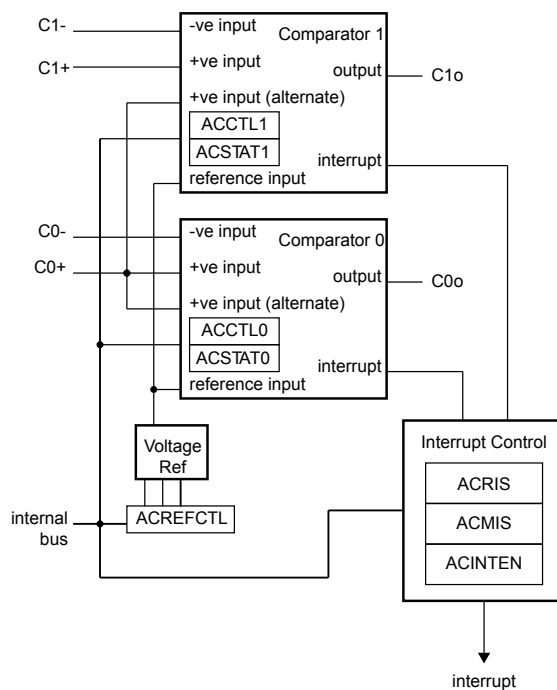 C1-
-ve input
Comparator 1
C1+
+ve input
output
C1o
+ve input (alternate)
ACCTL1
ACSTAT1
interrupt
reference input
C0-
-ve input
Comparator 0
C0+
+ve input
output
C0o
+ve input (alternate)
ACCTL0
ACSTAT0
interrupt
reference input
Voltage
Ref
Interrupt Control
ACRIS
ACMIS
ACINTEN
internal
bus
ACREFCTL
interrupt